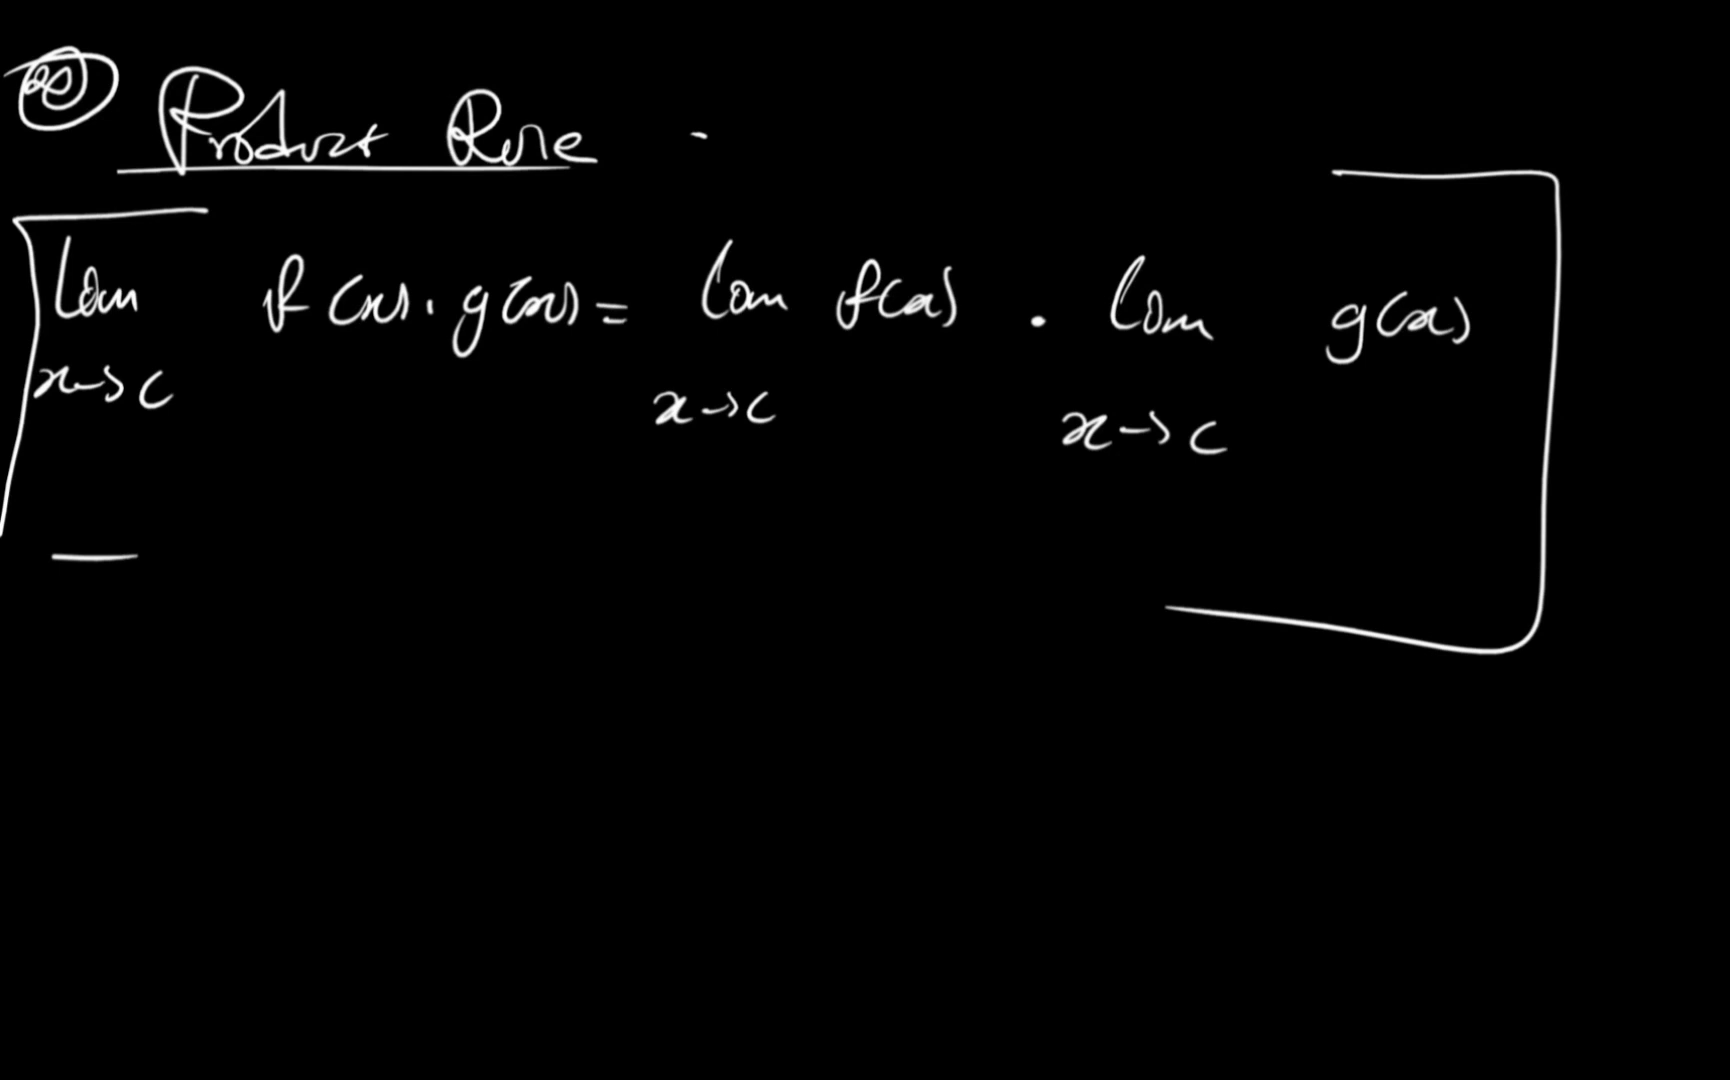 Product Rule -
lim f(x) . g(x) = lim f(x) . lim g(x)
x→c x→c x→c